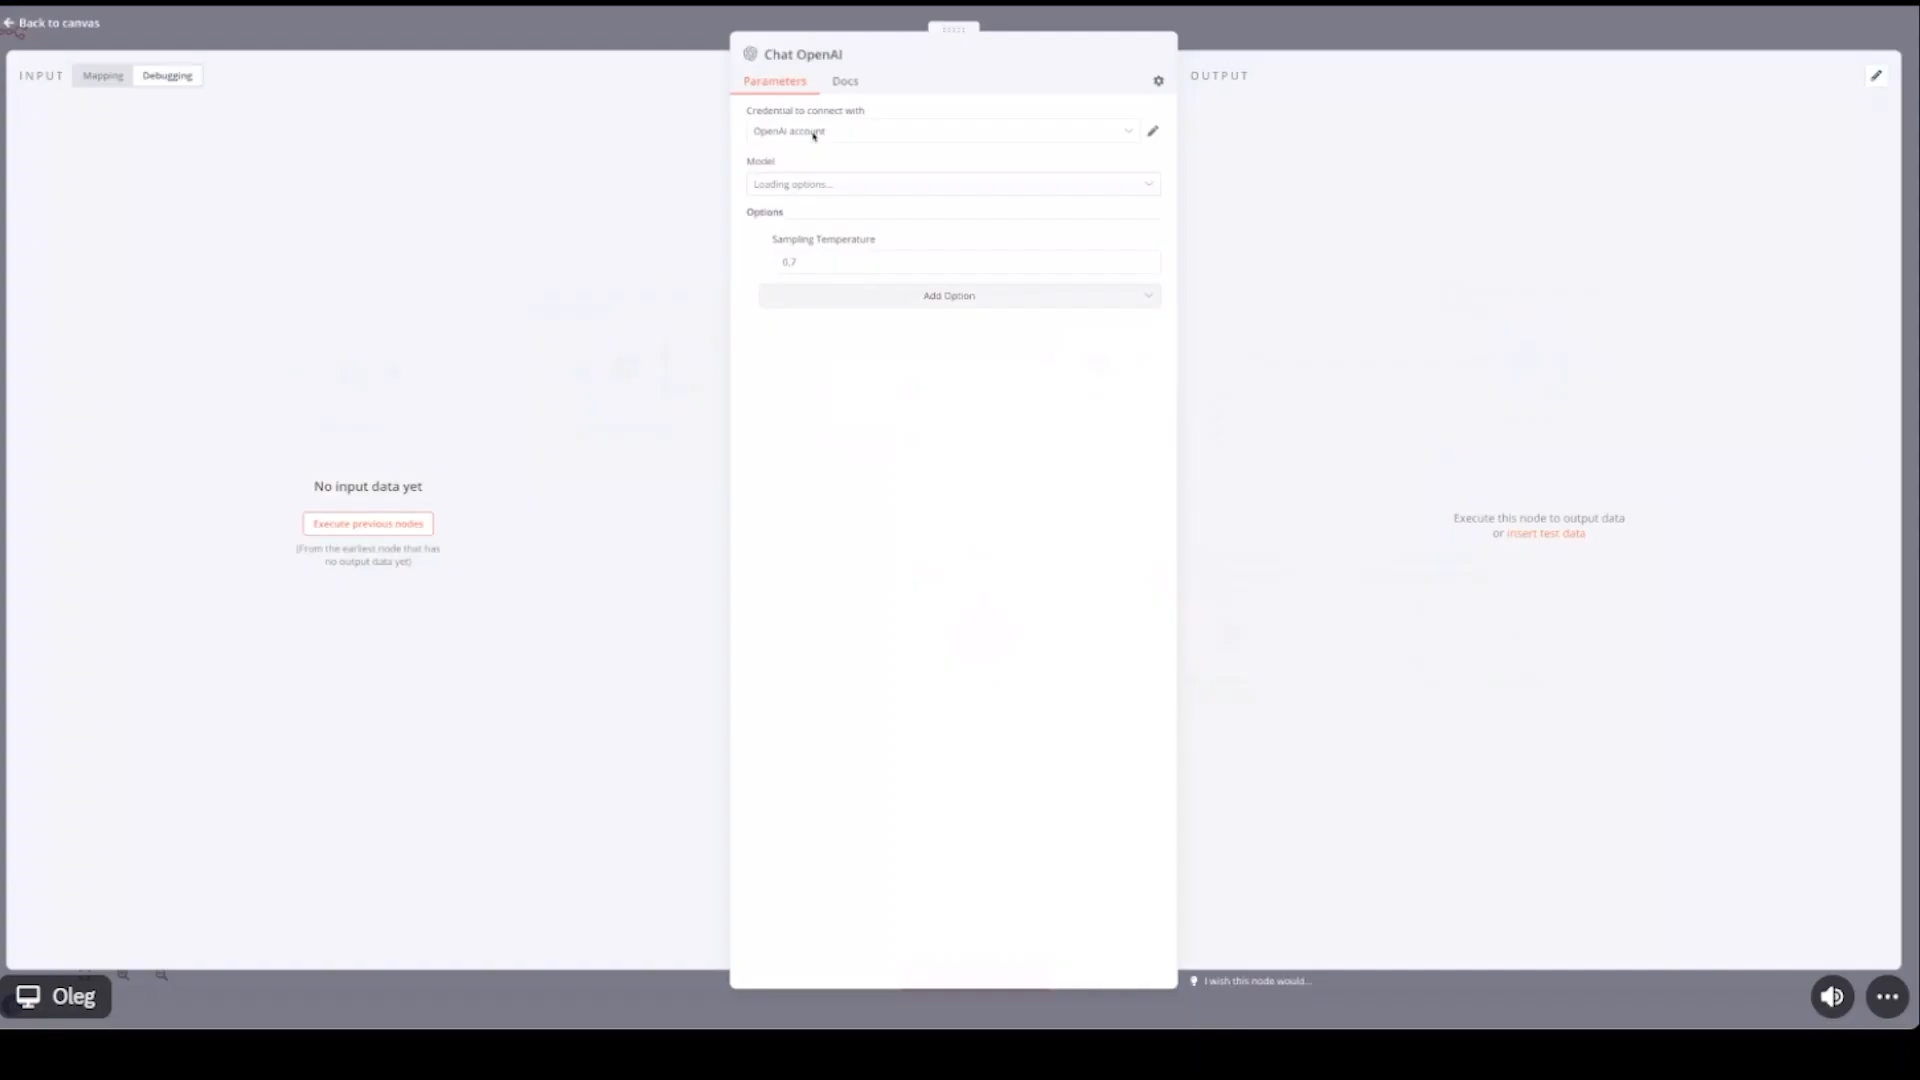 Back to canvas
INPUT
Mapping
Debugging
Chat OpenAI
Parameters
Docs
Credential to connect with
OpenAi account
Model
Loading options...
Options
Sampling Temperature
0,7
Add Option
No input data yet
Execute previous nodes
(From the earliest node that has
no output data yet)
OUTPUT
Execute this node to output data
or insert test data
I wish this node would...
Oleg